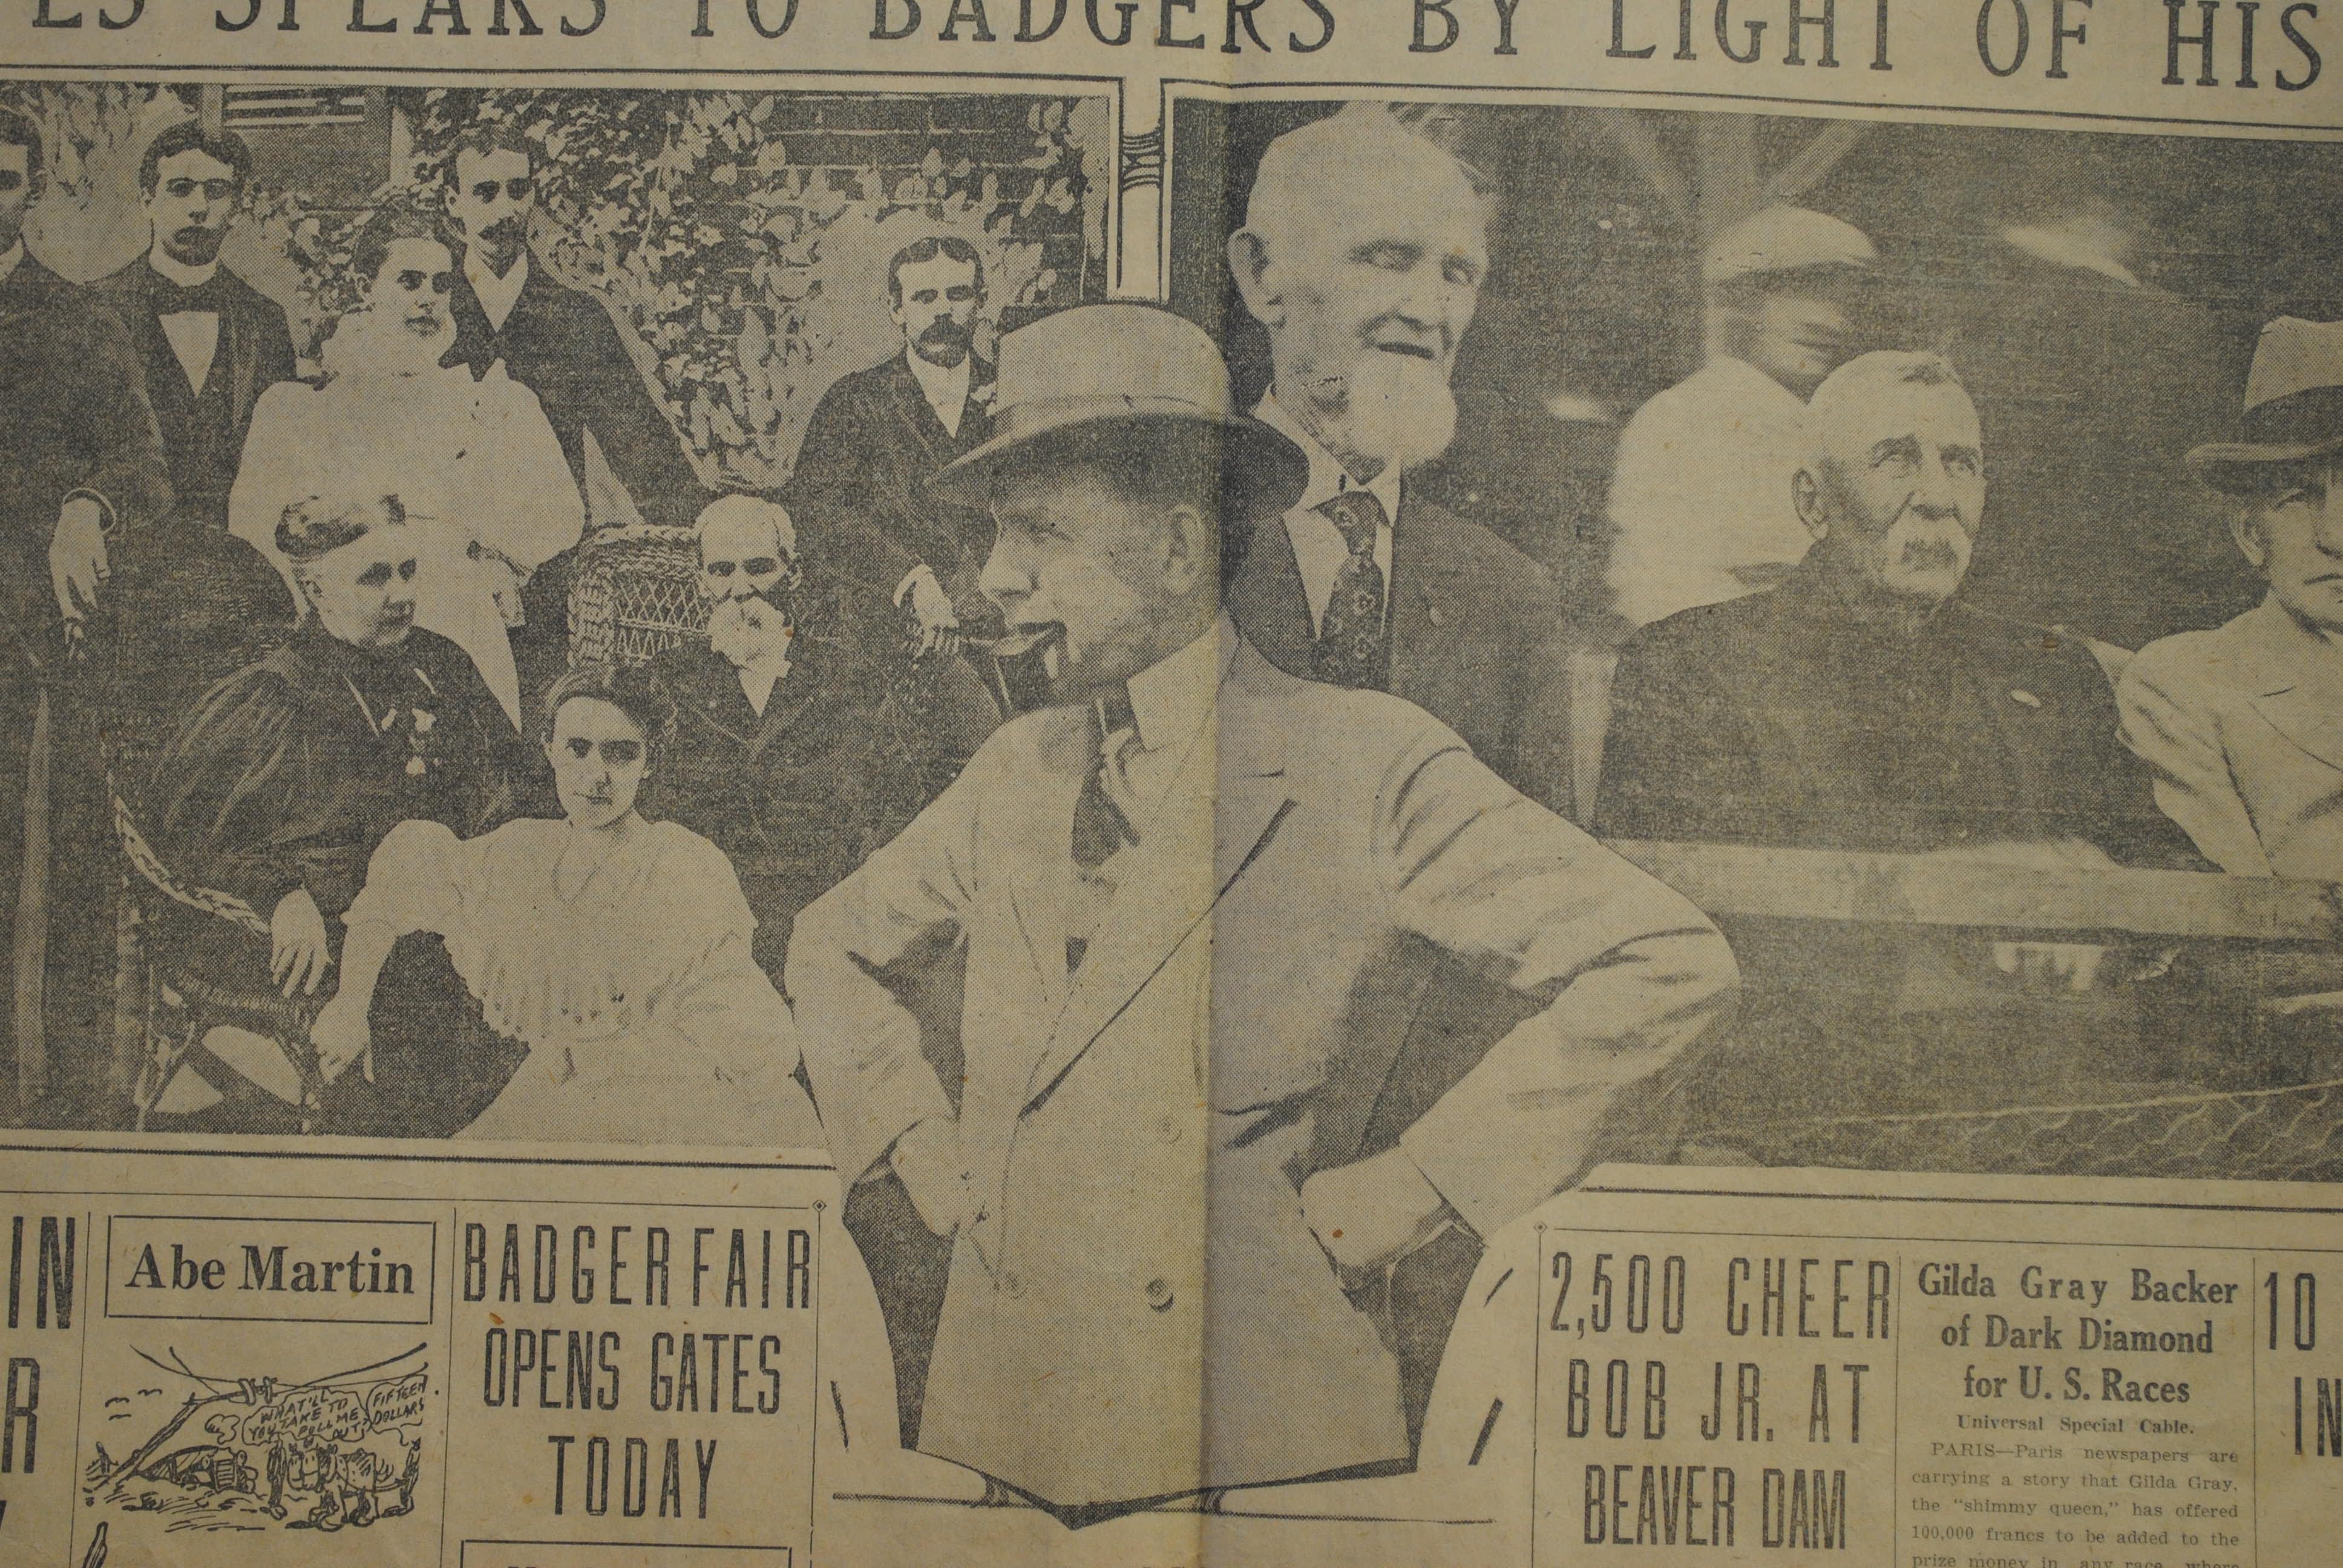 SPEAKS TO BADGERS BY LIGHT OF HIS
IN
R
Abe Martin
WHAT'LL
YOU TAKE TO
PULL ME
OUT?
FIFTEEN
DOLLARS
BADGER FAIR
OPENS GATES
TODAY
2,500 CHEER
BOB JR. AT
BEAVER DAM
Gilda Gray Backer
of Dark Diamond
for U. S. Races
Universal Special Cable.
PARIS—Paris newspapers are
carrying a story that Gilda Gray,
the "shimmy queen," has offered
100,000 francs to be added to the
prize money in any race where
10
IN